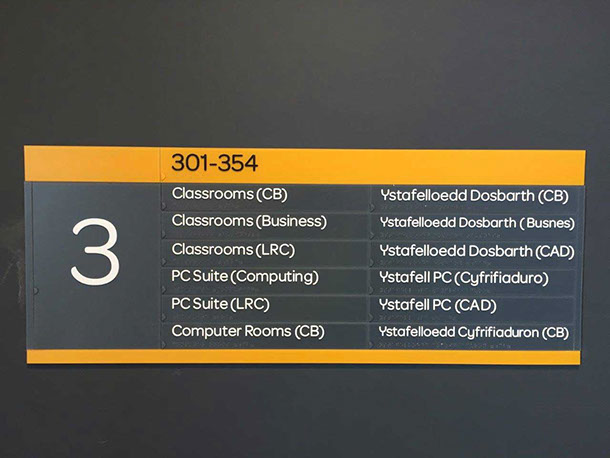 301-354
3
Classrooms (CB) Ystafelloedd Dosbarth (CB)
Classrooms (Business) Ystafelloedd Dosbarth (Busnes)
Classrooms (LRC) Ystafelloedd Dosbarth (CAD)
PC Suite (Computing) Ystafell PC (Cyfrifiaduro)
PC Suite (LRC) Ystafell PC (CAD)
Computer Rooms (CB) Ystafelloedd Cyfrifiaduron (CB)